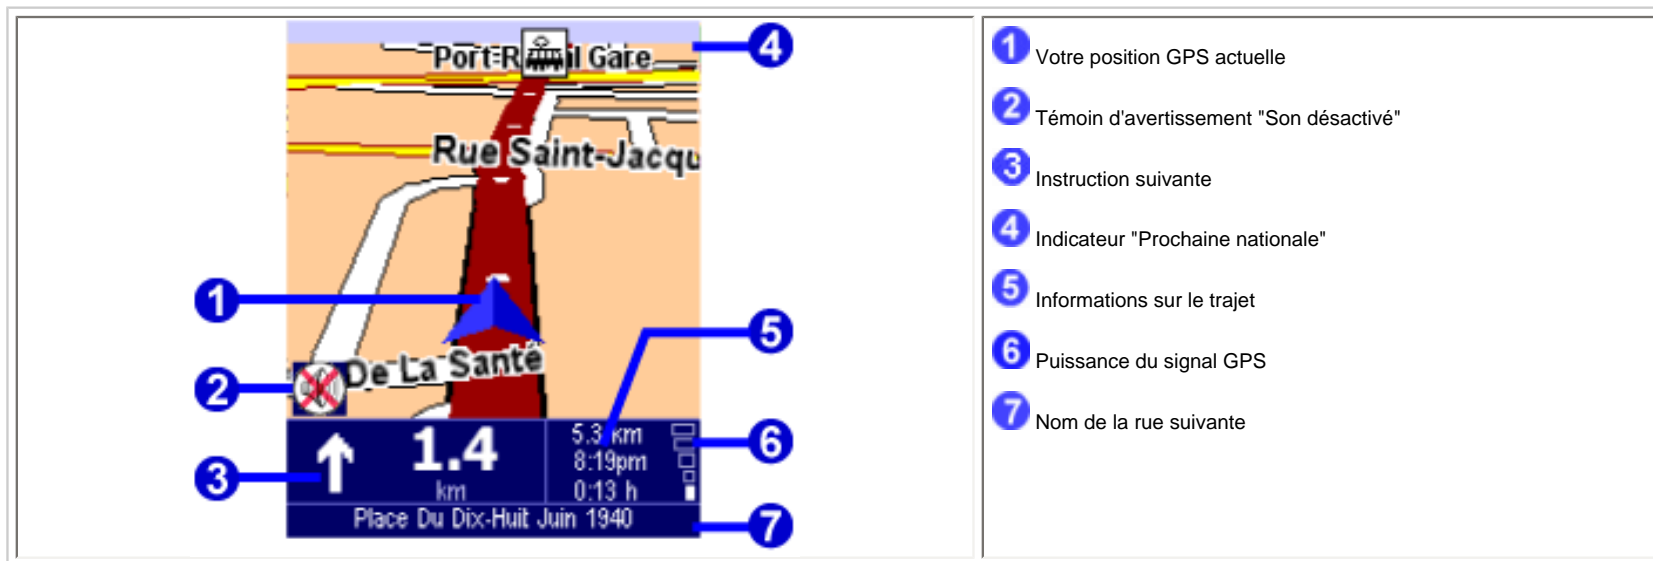 Port-R il Gare
4
Rue Saint-Jacqu
1
5
De La Santé
2
1.4
km
5.3 km
8:19pm
0:13 h
6
3
Place Du Dix-Huit Juin 1940
7
1 Votre position GPS actuelle
2 Témoin d'avertissement "Son désactivé"
3 Instruction suivante
4 Indicateur "Prochaine nationale"
5 Informations sur le trajet
6 Puissance du signal GPS
7 Nom de la rue suivante